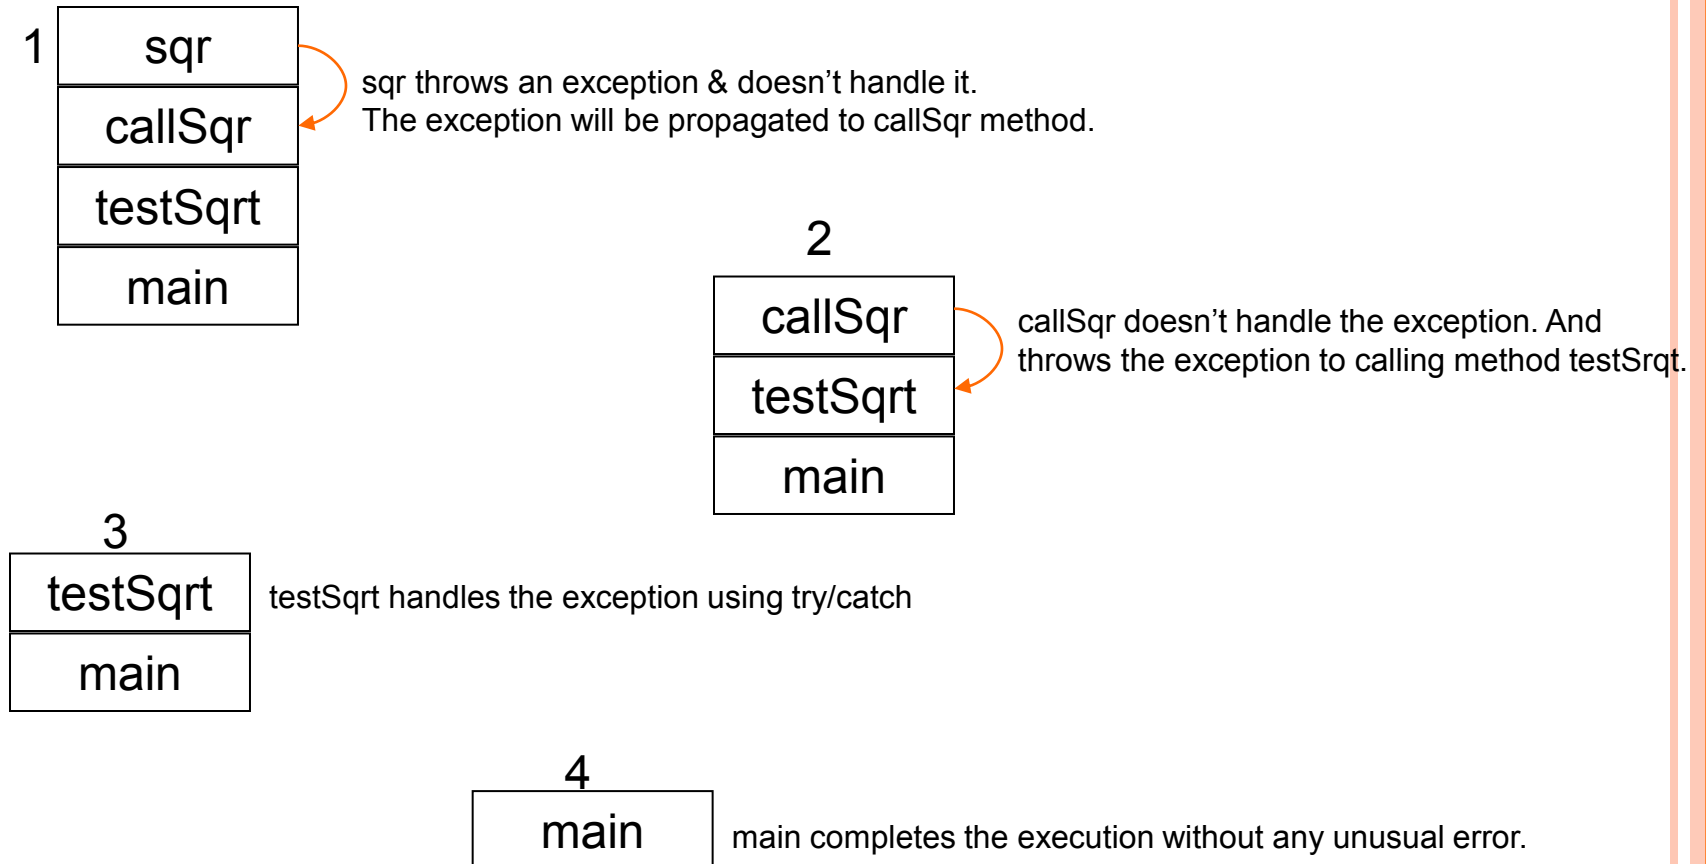 1
sqr
callSqr
testSqrt
main
sqr throws an exception & doesn’t handle it.
The exception will be propagated to callSqr method.
2
callSqr
testSqrt
main
callSqr doesn’t handle the exception. And
throws the exception to calling method testSrqt.
3
testSqrt
main
testSqrt handles the exception using try/catch
4
main
main completes the execution without any unusual error.